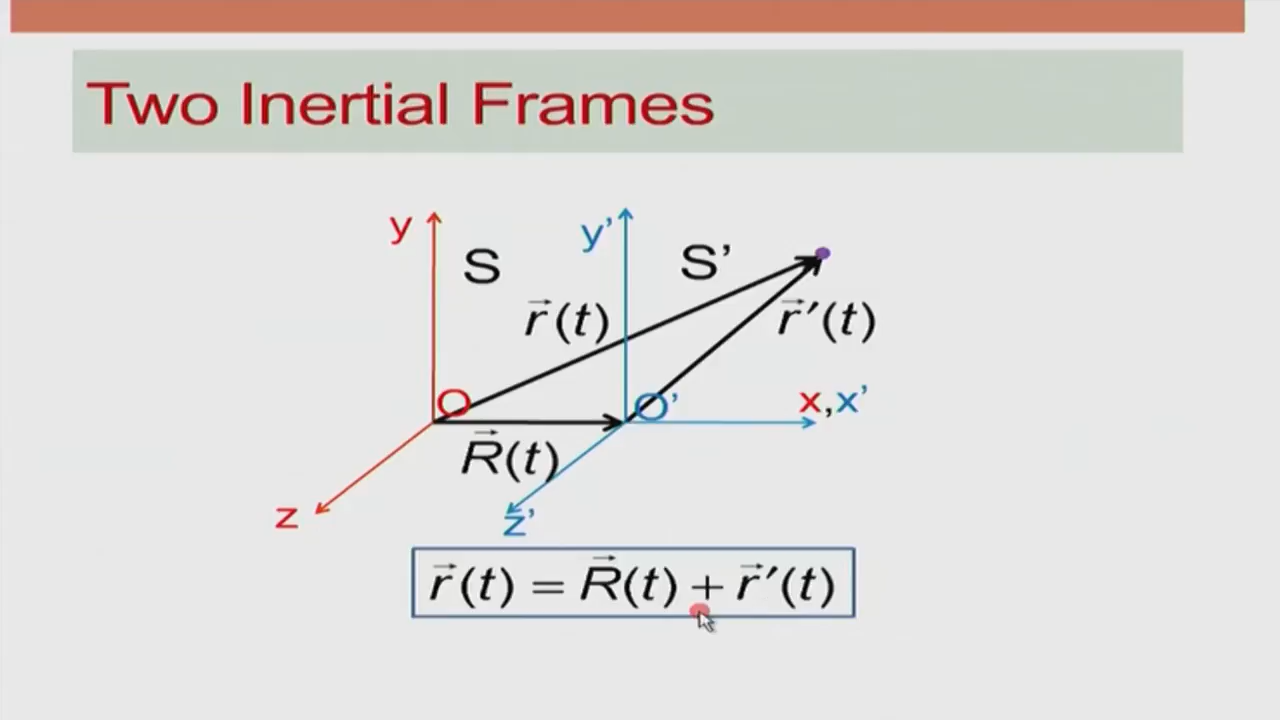 Two Inertial Frames
y
S
y’
S’
r⃗(t)
r⃗′(t)
O
O’
x,x’
R⃗(t)
z
z’
r⃗(t) = R⃗(t) + r⃗′(t)